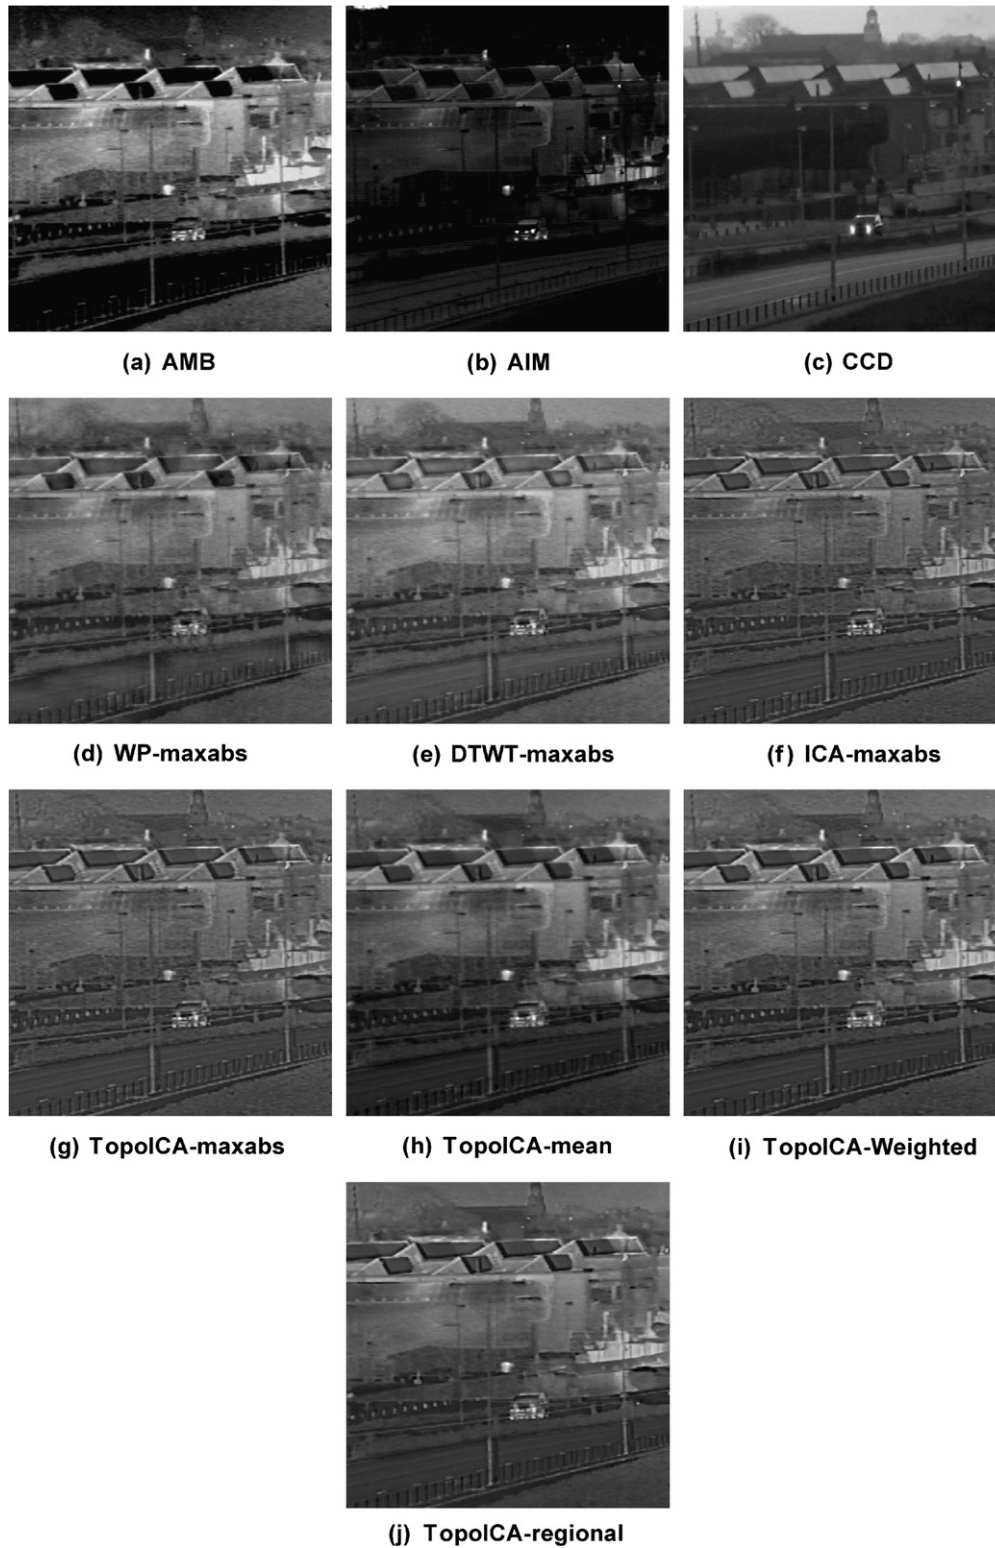 (a) AMB
(b) AIM
(c) CCD
(d) WP-maxabs
(e) DTWT-maxabs
(f) ICA-maxabs
(g) TopoICA-maxabs
(h) TopoICA-mean
(i) TopoICA-Weighted
(j) TopoICA-regional